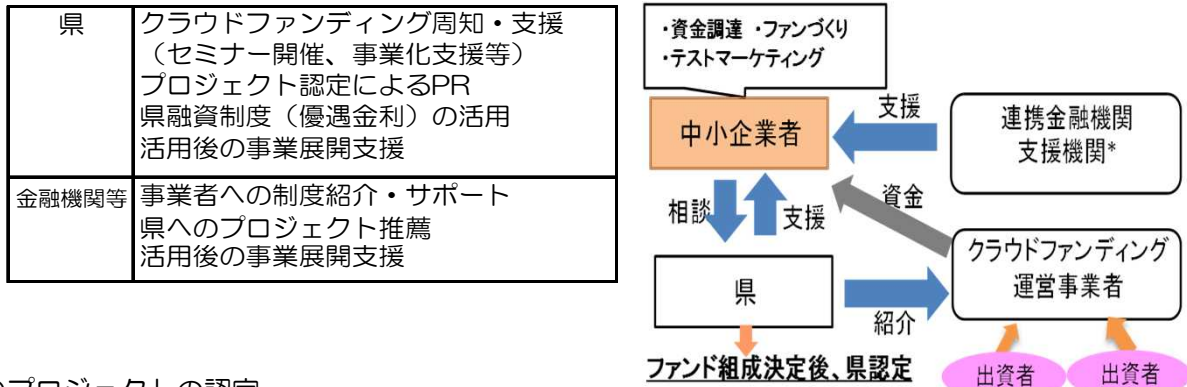 県
クラウドファンディング周知・支援
（セミナー開催、事業化支援等）
プロジェクト認定によるPR
県融資制度（優遇金利）の活用
活用後の事業展開支援
金融機関等
事業者への制度紹介・サポート
県へのプロジェクト推薦
活用後の事業展開支援
・資金調達 ・ファンづくり
・テストマーケティング
中小企業者
支援
連携金融機関
支援機関*
相談
支援
資金
クラウドファンディング
運営事業者
県
紹介
ファンド組成決定後、県認定
出資者
出資者
プロジェクトの認定